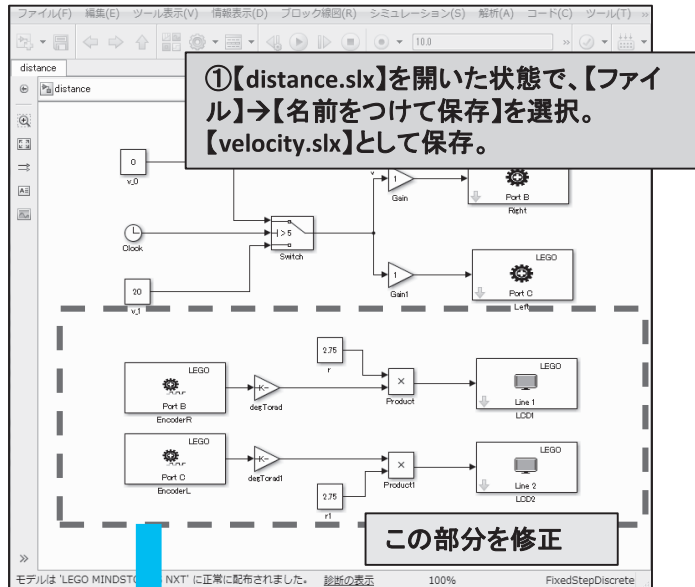 ファイル(F) 編集(E) ツール表示(V) 情報表示(D) ブロック線図(R) シミュレーション(S) 解析(A) コード(C) ツール(T) »
10.0 »
distance
distance
①【distance.slx】を開いた状態で、【ファイ
ル】→【名前をつけて保存】を選択。
【velocity.slx】として保存。
0
v_0
Clock
20
v_1
> 5
Switch
v
1
Gain
Port B
Right
1
Gain1
LEGO
Port C
Left
LEGO
Port B
EncoderR
-K-
degTorad
2.75
r
×
Product
LEGO
Line 1
LCD1
LEGO
Port C
EncoderL
-K-
degTorad1
2.75
r1
×
Product1
LEGO
Line 2
LCD2
この部分を修正
»
モデルは 'LEGO MINDSTO NXT' に正常に配布されました。 診断の表示 100% FixedStepDiscrete